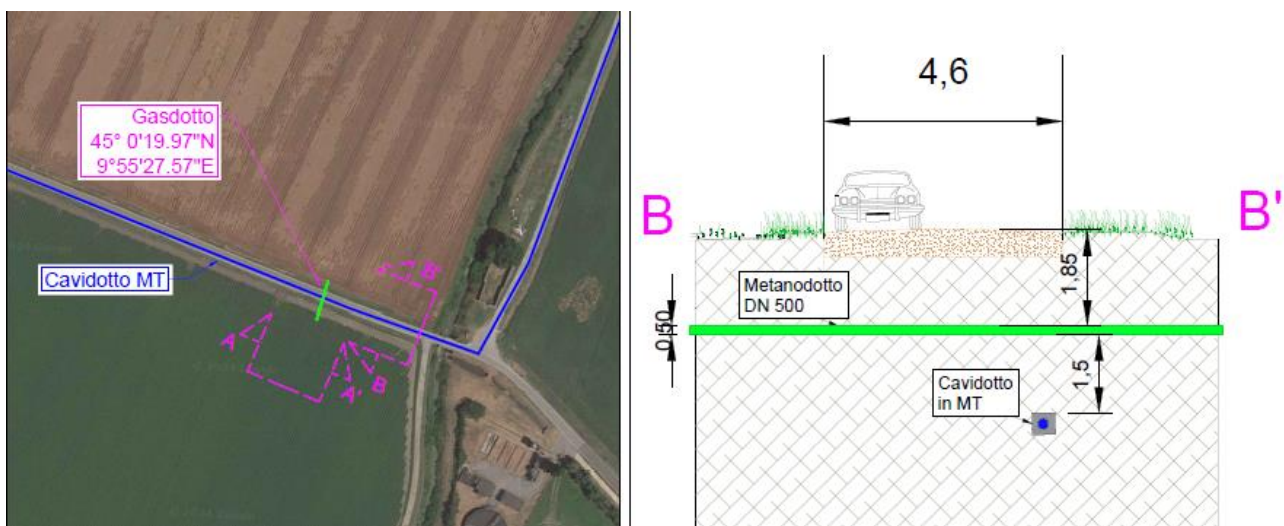 Gasdotto
45° 0'19.97"N
9°55'27.57"E
Cavidotto MT
B'
A
A'
B
4,6
B
B'
Metanodotto
DN 500
1,85
0,50
1,5
Cavidotto
in MT